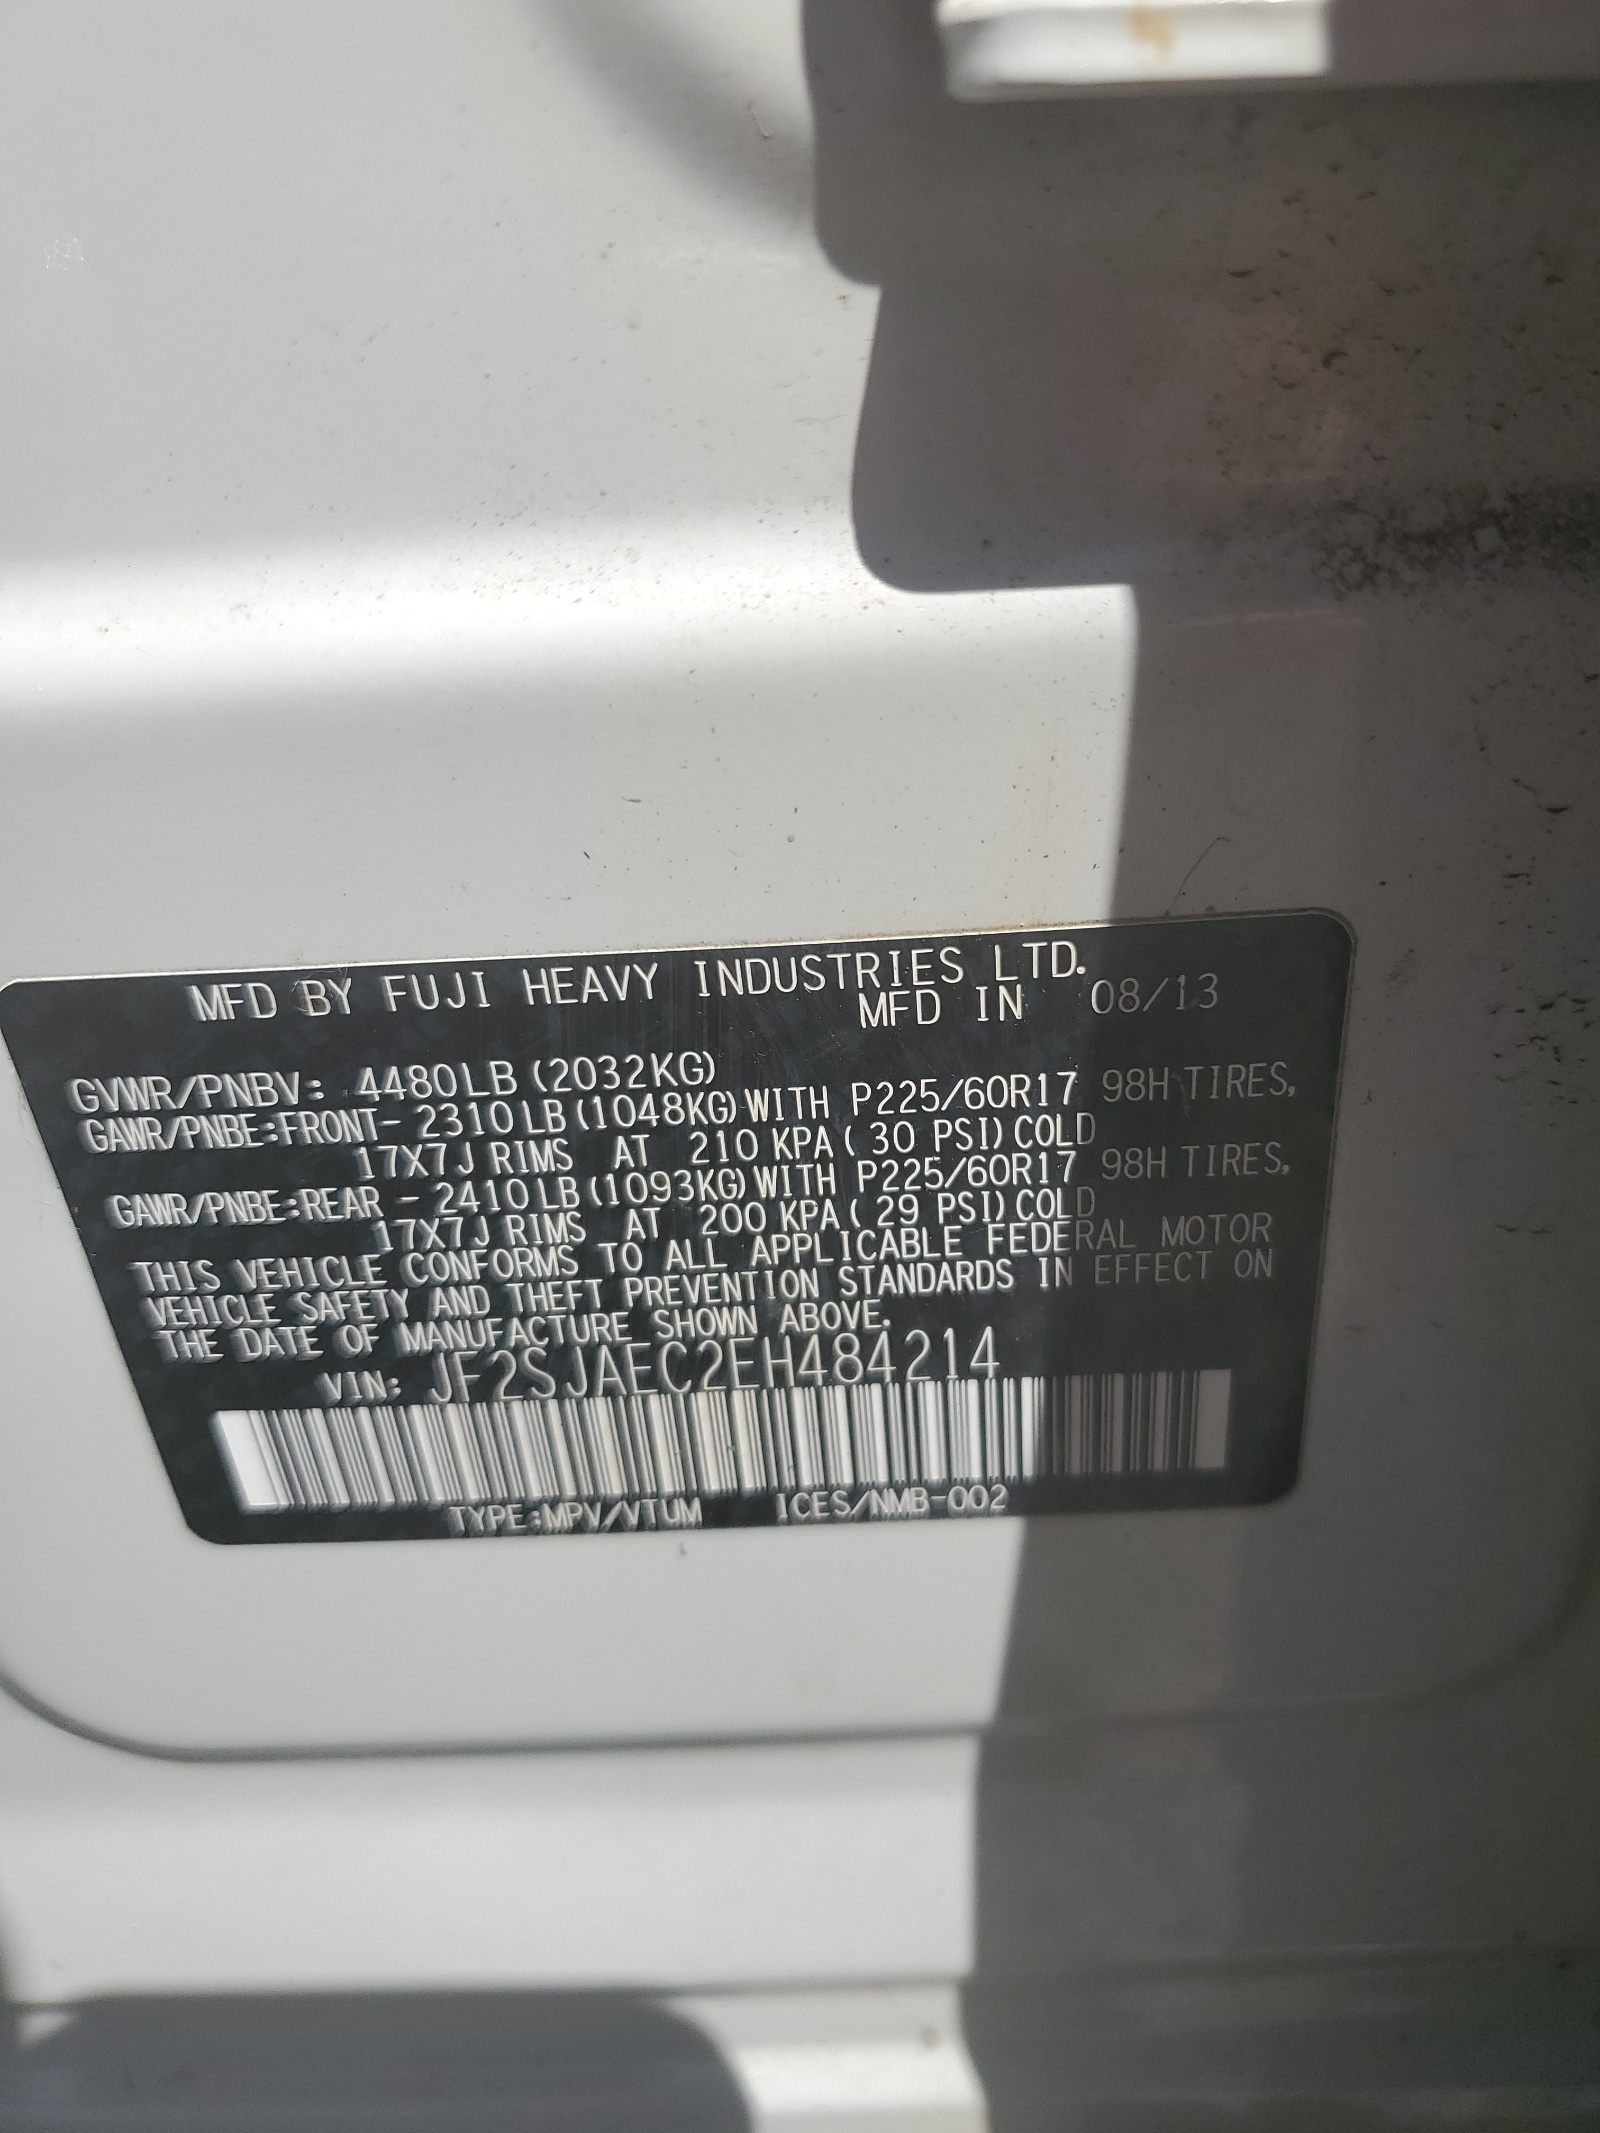 MFD BY FUJI HEAVY INDUSTRIES LTD.
MFD IN 08/13
GVWR/PNBV: 4480LB (2032KG)
GAWR/PNBE:FRONT- 2310LB(1048KG)WITH P225/60R17 98H TIRES,
17X7J RIMS AT 210 KPA( 30 PSI)COLD
GAWR/PNBE:REAR - 2410LB(1093KG)WITH P225/60R17 98H TIRES,
17X7J RIMS AT 200 KPA( 29 PSI)COLD
THIS VEHICLE CONFORMS TO ALL APPLICABLE FEDERAL MOTOR
VEHICLE SAFETY AND THEFT PREVENTION STANDARDS IN EFFECT ON
THE DATE OF MANUFACTURE SHOWN ABOVE.
VIN: JF2SJAEC2EH484214
TYPE:MPV/VTUM ICES/NMB-002